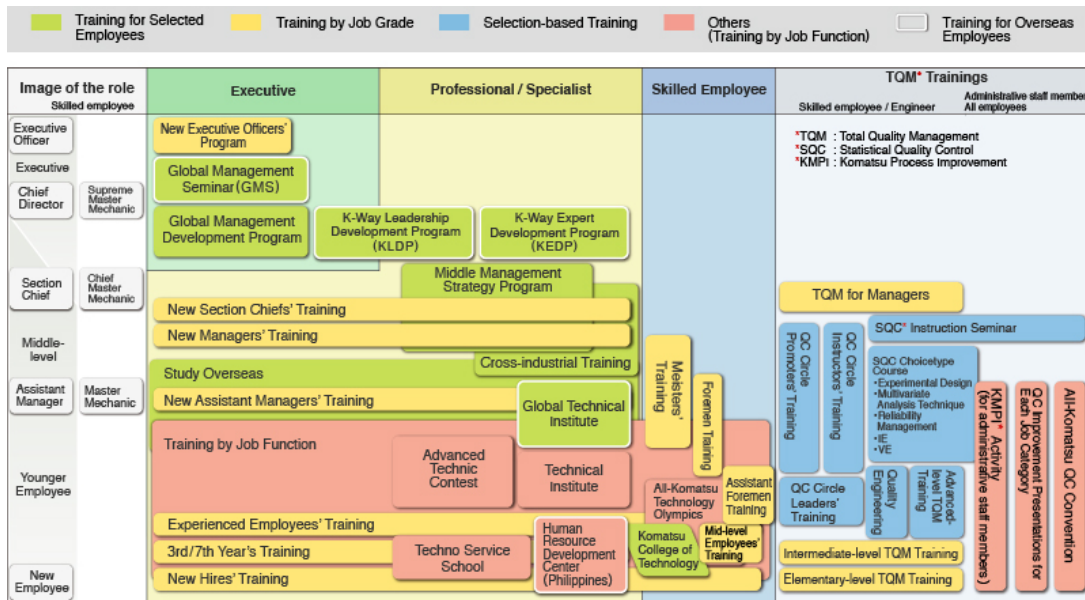 Training for Selected
Employees
Training by Job Grade
Selection-based Training
Others
(Training by Job Function)
Training for Overseas
Employees
Image of the role
Skilled employee
Executive
Professional / Specialist
Skilled Employee
TQM* Trainings
Skilled employee / Engineer
Administrative staff member
All employees
*TQM : Total Quality Management
*SQC : Statistical Quality Control
*KMPI : Komatsu Process Improvement
Executive
Officer
Executive
Chief
Director
Supreme
Master
Mechanic
Section
Chief
Chief
Master
Mechanic
Middle-
level
Assistant
Manager
Master
Mechanic
Younger
Employee
New
Employee
New Executive Officers'
Program
Global Management
Seminar(GMS)
Global Management
Development Program
K-Way Leadership
Development Program
(KLDP)
K-Way Expert
Development Program
(KEDP)
Middle Management
Strategy Program
New Section Chiefs' Training
New Managers' Training
Cross-industrial Training
Study Overseas
New Assistant Managers' Training
Global Technical
Institute
Training by Job Function
Advanced
Technic
Contest
Technical
Institute
Experienced Employees' Training
3rd/7th Year's Training
New Hires' Training
Techno Service
School
Human
Resource
Development
Center
(Philippines)
Meisters'
Training
Foremen Training
Assistant
Foremen
Training
All-Komatsu
Technology
Olympics
Komatsu
College of
Technology
Mid-level
Employees'
Training
TQM for Managers
SQC* Instruction Seminar
QC Circle
Promoters' Training
QC Circle
Instructors' Training
SQC Choicetype
Course
•Experimental Design
•Multivariate
Analysis Technique
•Reliability
Management
•IE
•VE
QC Circle
Leaders'
Training
Quality
Engineering
Advanced-
level TQM
Training
Intermediate-level TQM Training
Elementary-level TQM Training
KMPI* Activity
(for administrative staff members)
QC Improvement Presentations for
Each Job Category
All-Komatsu QC Convention